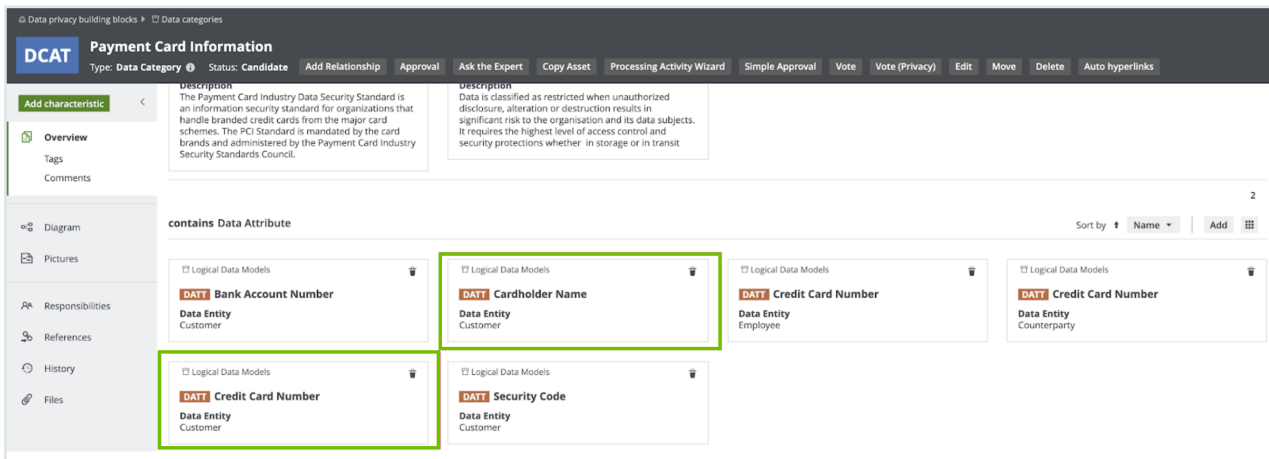 Data privacy building blocks Data categories
DCAT
Payment Card Information
Type: Data Category Status: Candidate Add Relationship Approval Ask the Expert Copy Asset Processing Activity Wizard Simple Approval Vote Vote (Privacy) Edit Move Delete Auto hyperlinks
Add characteristic
Overview
Tags
Comments
Diagram
Pictures
Responsibilities
References
History
Files
Description
The Payment Card Industry Data Security Standard is
an information security standard for organizations that
handle branded credit cards from the major card
schemes. The PCI Standard is mandated by the card
brands and administered by the Payment Card Industry
Security Standards Council.
Description
Data is classified as restricted when unauthorized
disclosure, alteration or destruction results in
significant risk to the organisation and its data subjects.
It requires the highest level of access control and
security protections whether in storage or in transit
2
contains Data Attribute
Sort by Name Add
Logical Data Models
DATT Bank Account Number
Data Entity
Customer
Logical Data Models
DATT Cardholder Name
Data Entity
Customer
Logical Data Models
DATT Credit Card Number
Data Entity
Employee
Logical Data Models
DATT Credit Card Number
Data Entity
Counterparty
Logical Data Models
DATT Credit Card Number
Data Entity
Customer
Logical Data Models
DATT Security Code
Data Entity
Customer